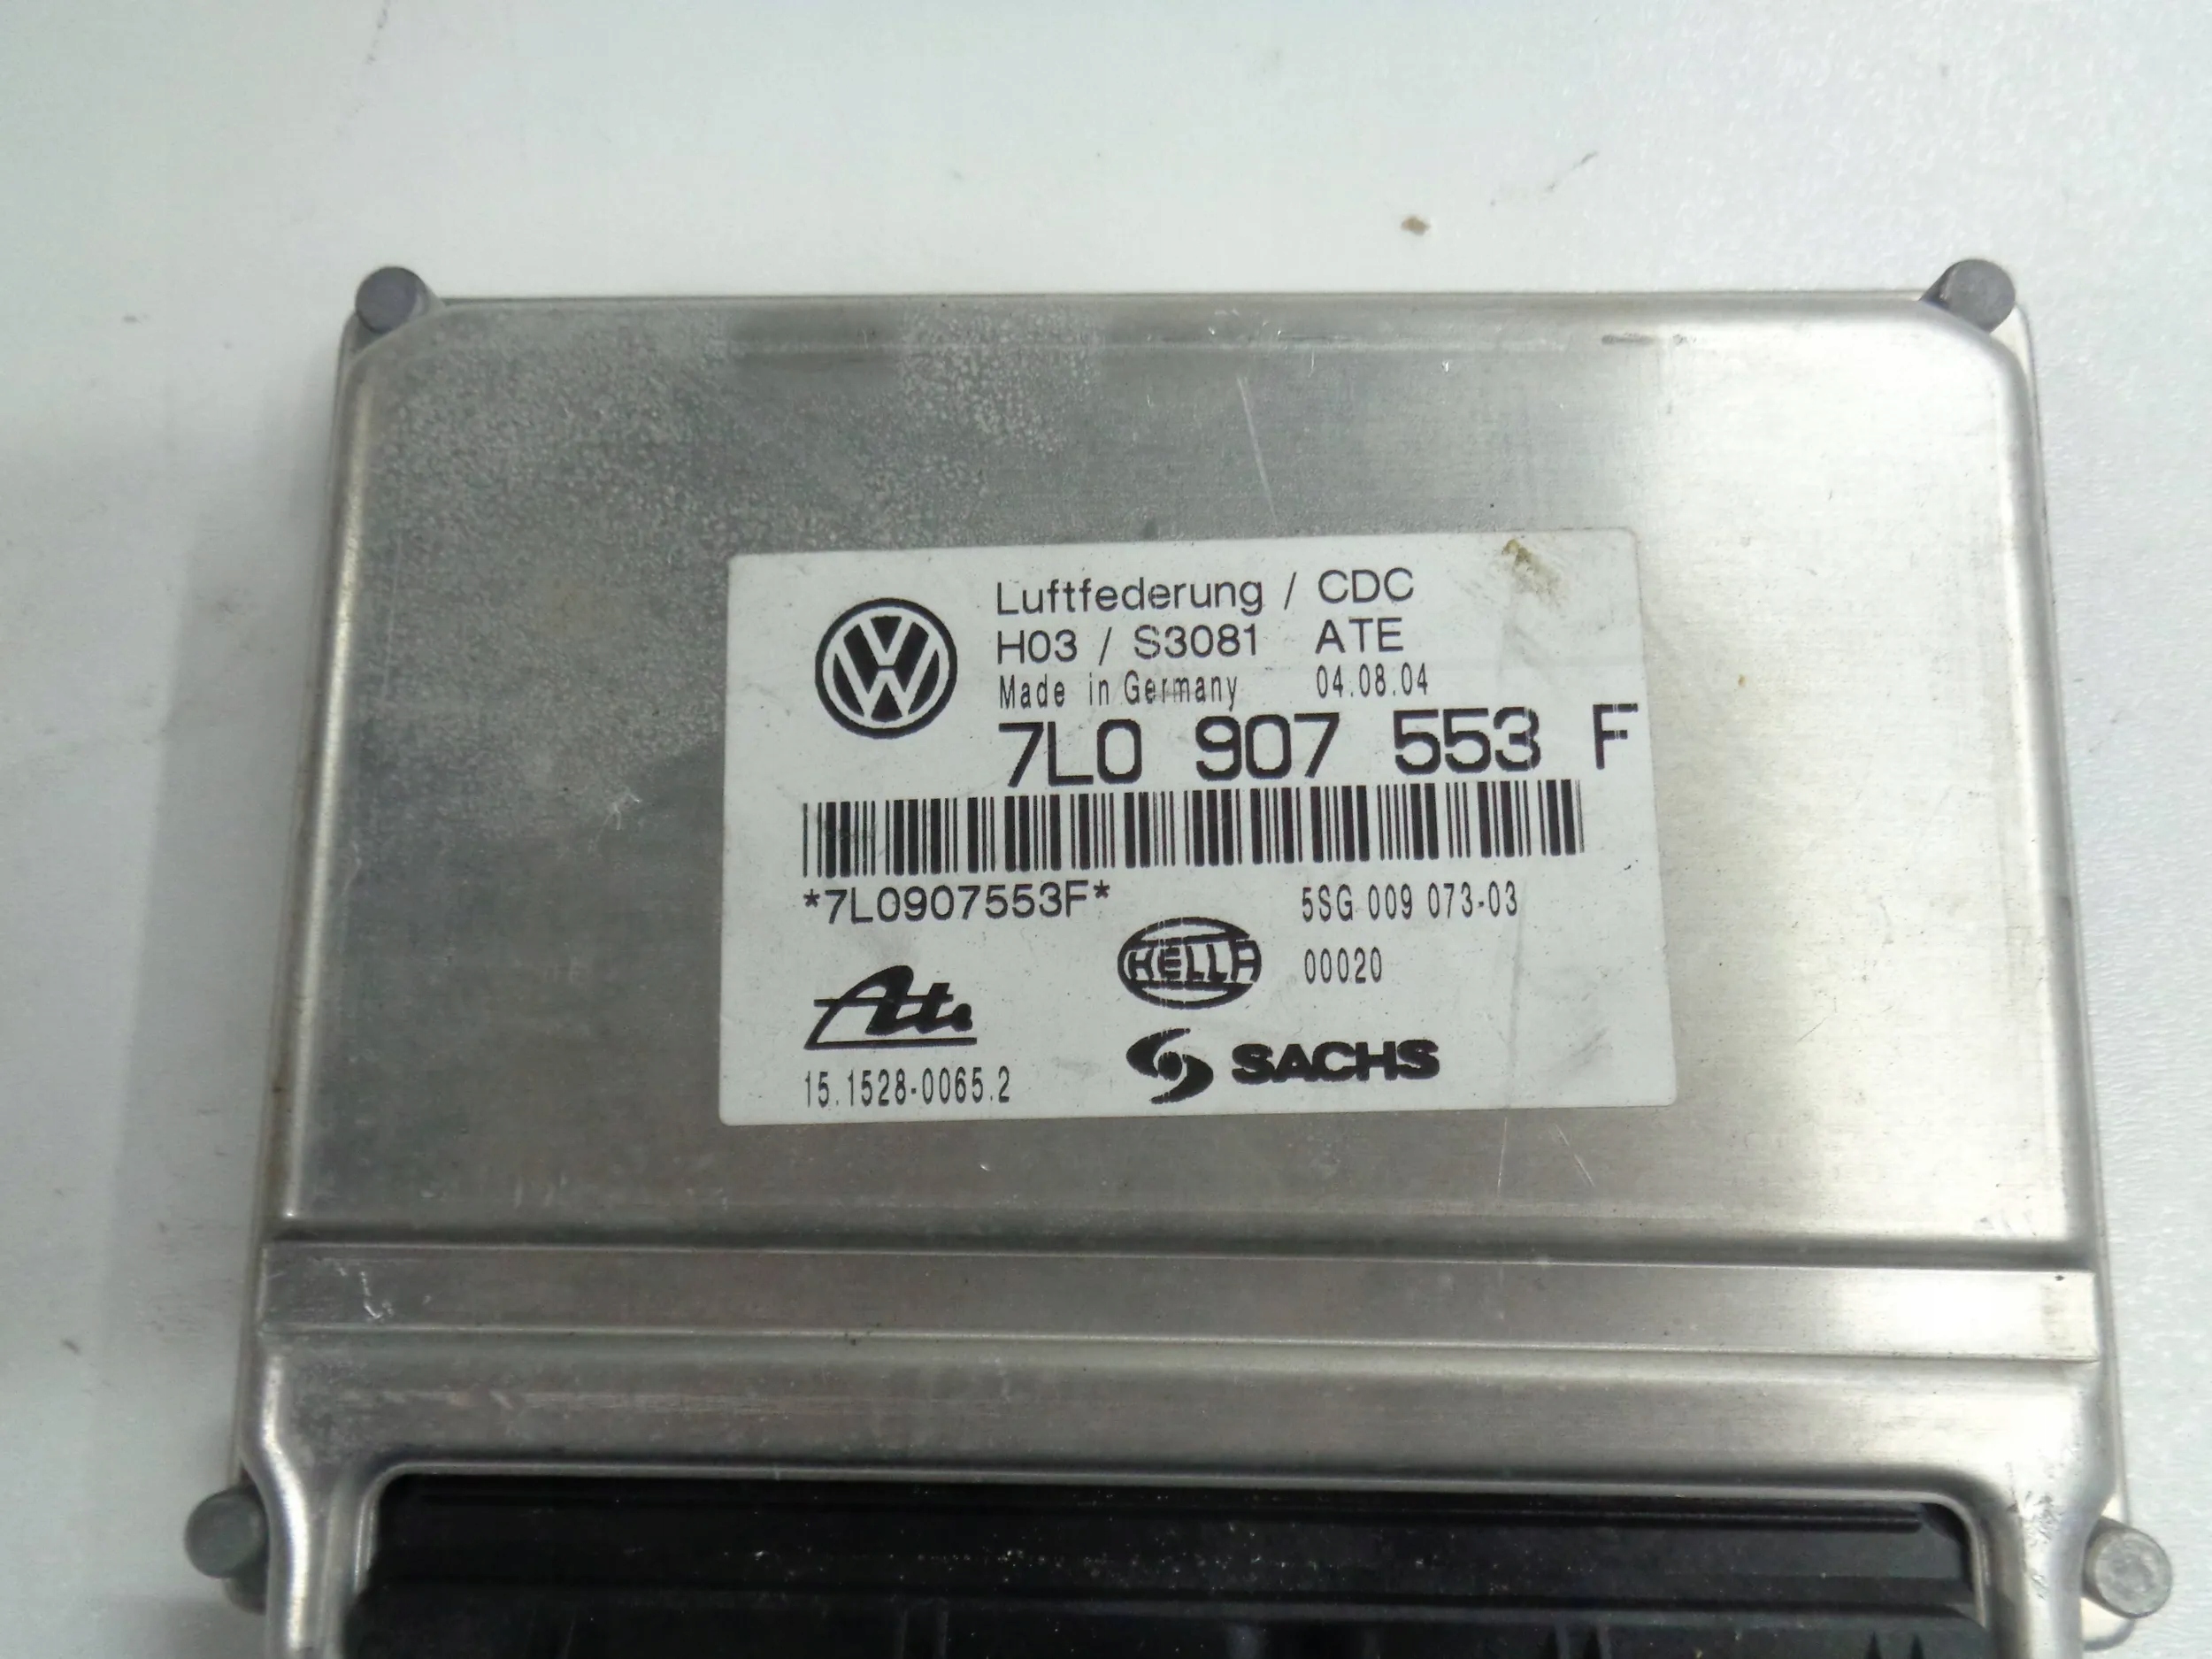 Luftfederung / CDC
H03 / S3081 ATE
Made in Germany 04.08.04
7L0 907 553 F
*7L0907553F*
5SG 009 073-03
HELLA
00020
Ate
SACHS
15.1528-0065.2